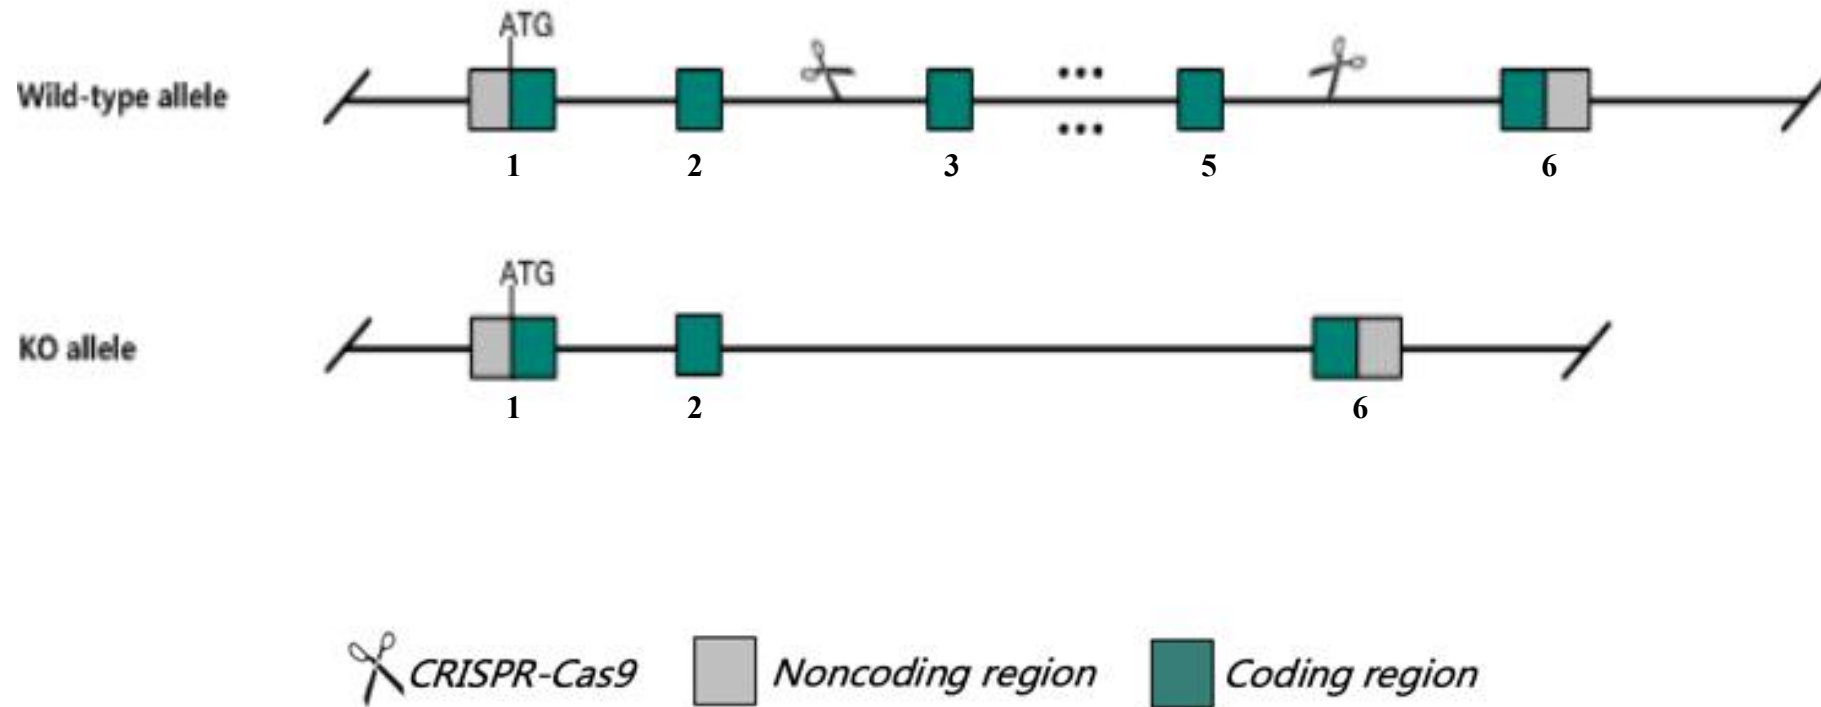 ATG
Wild-type allele
1 2 3 5 6
ATG
KO allele
1 2 6
CRISPR-Cas9 Noncoding region Coding region